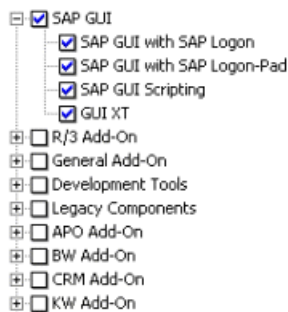 SAP GUI
SAP GUI with SAP Logon
SAP GUI with SAP Logon-Pad
SAP GUI Scripting
GUI XT
R/3 Add-On
General Add-On
Development Tools
Legacy Components
APO Add-On
BW Add-On
CRM Add-On
KW Add-On